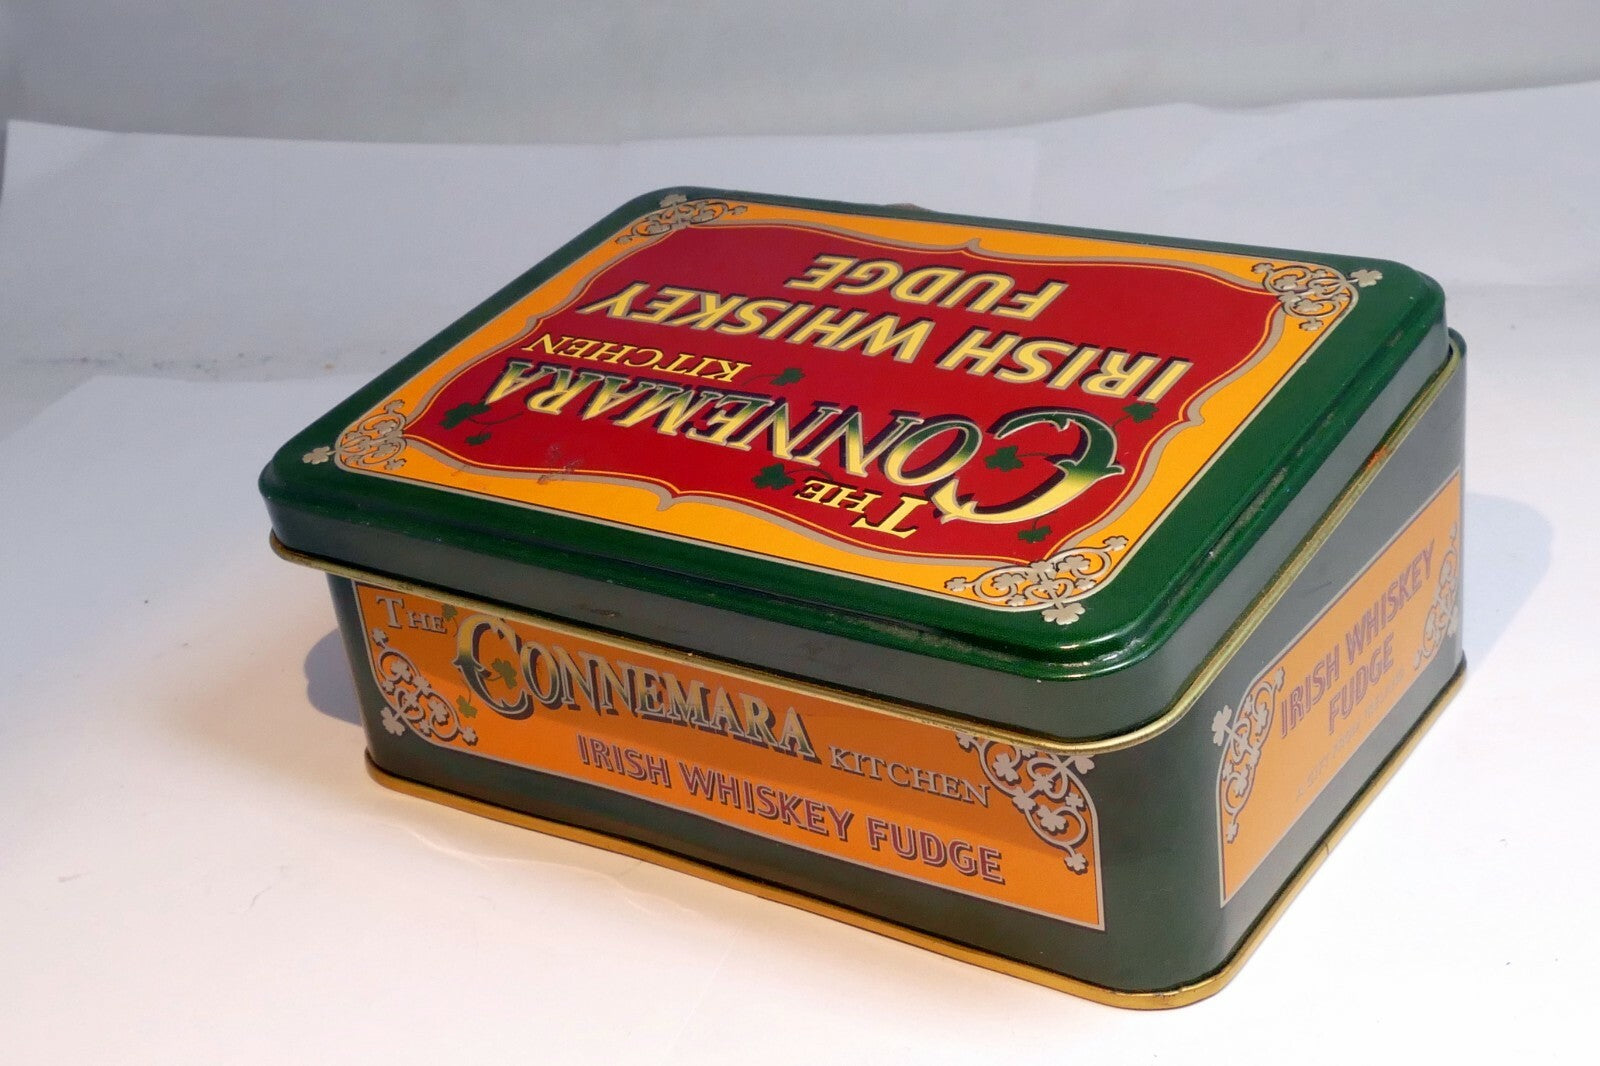 THE
CONNEMARA
KITCHEN
IRISH WHISKEY
FUDGE
THE CONNEMARA KITCHEN
IRISH WHISKEY FUDGE
IRISH WHISKEY
FUDGE